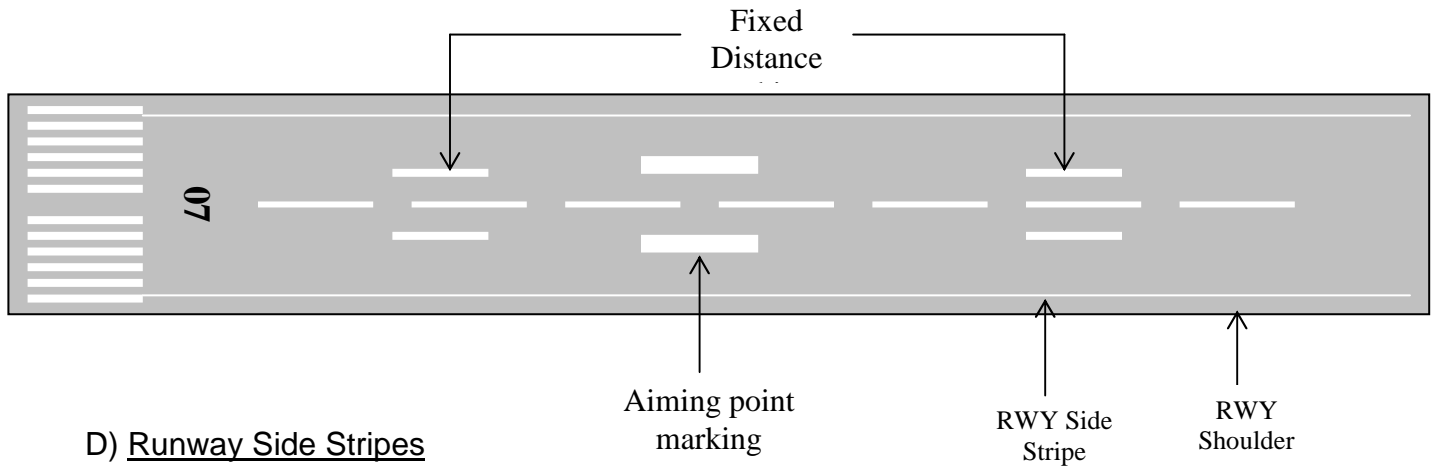 Fixed
Distance
07
Aiming point
marking
RWY Side
Stripe
RWY
Shoulder
D) Runway Side Stripes